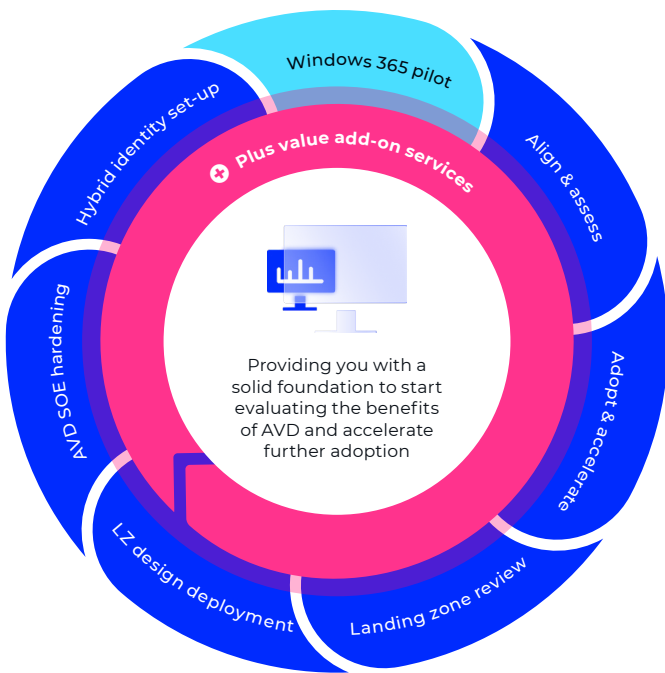 Windows 365 pilot
Align & assess
Adopt & accelerate
Landing zone review
LZ design deployment
AVD SOE hardening
Hybrid identity set-up
Plus value add-on services
Providing you with a
solid foundation to start
evaluating the benefits
of AVD and accelerate
further adoption